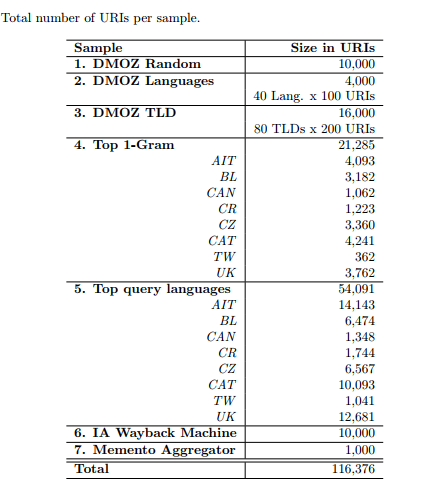 Total number of URIs per sample.
Sample Size in URIs
1. DMOZ Random 10,000
2. DMOZ Languages 4,000
40 Lang. x 100 URIs
3. DMOZ TLD 16,000
80 TLDs x 200 URIs
4. Top 1-Gram 21,285
AIT 4,093
BL 3,182
CAN 1,062
CR 1,223
CZ 3,360
CAT 4,241
TW 362
UK 3,762
5. Top query languages 54,091
AIT 14,143
BL 6,474
CAN 1,348
CR 1,744
CZ 6,567
CAT 10,093
TW 1,041
UK 12,681
6. IA Wayback Machine 10,000
7. Memento Aggregator 1,000
Total 116,376